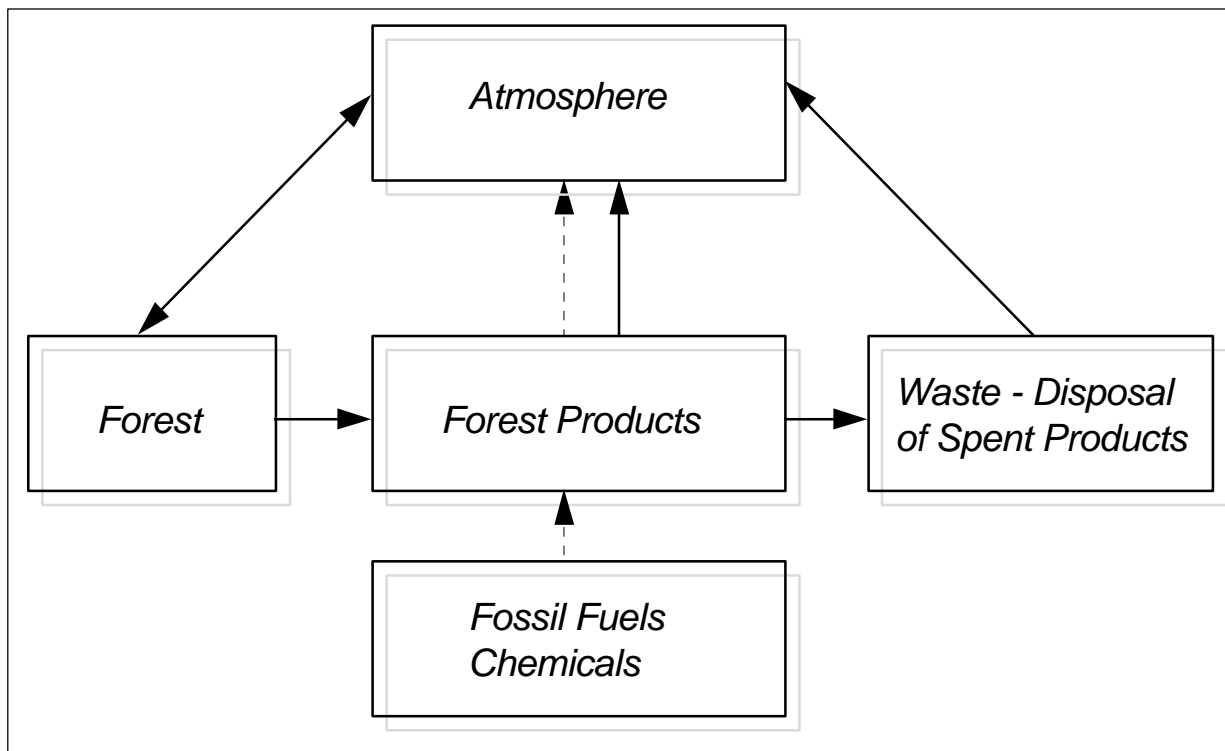 Atmosphere
Forest
Forest Products
Waste - Disposal
of Spent Products
Fossil Fuels
Chemicals